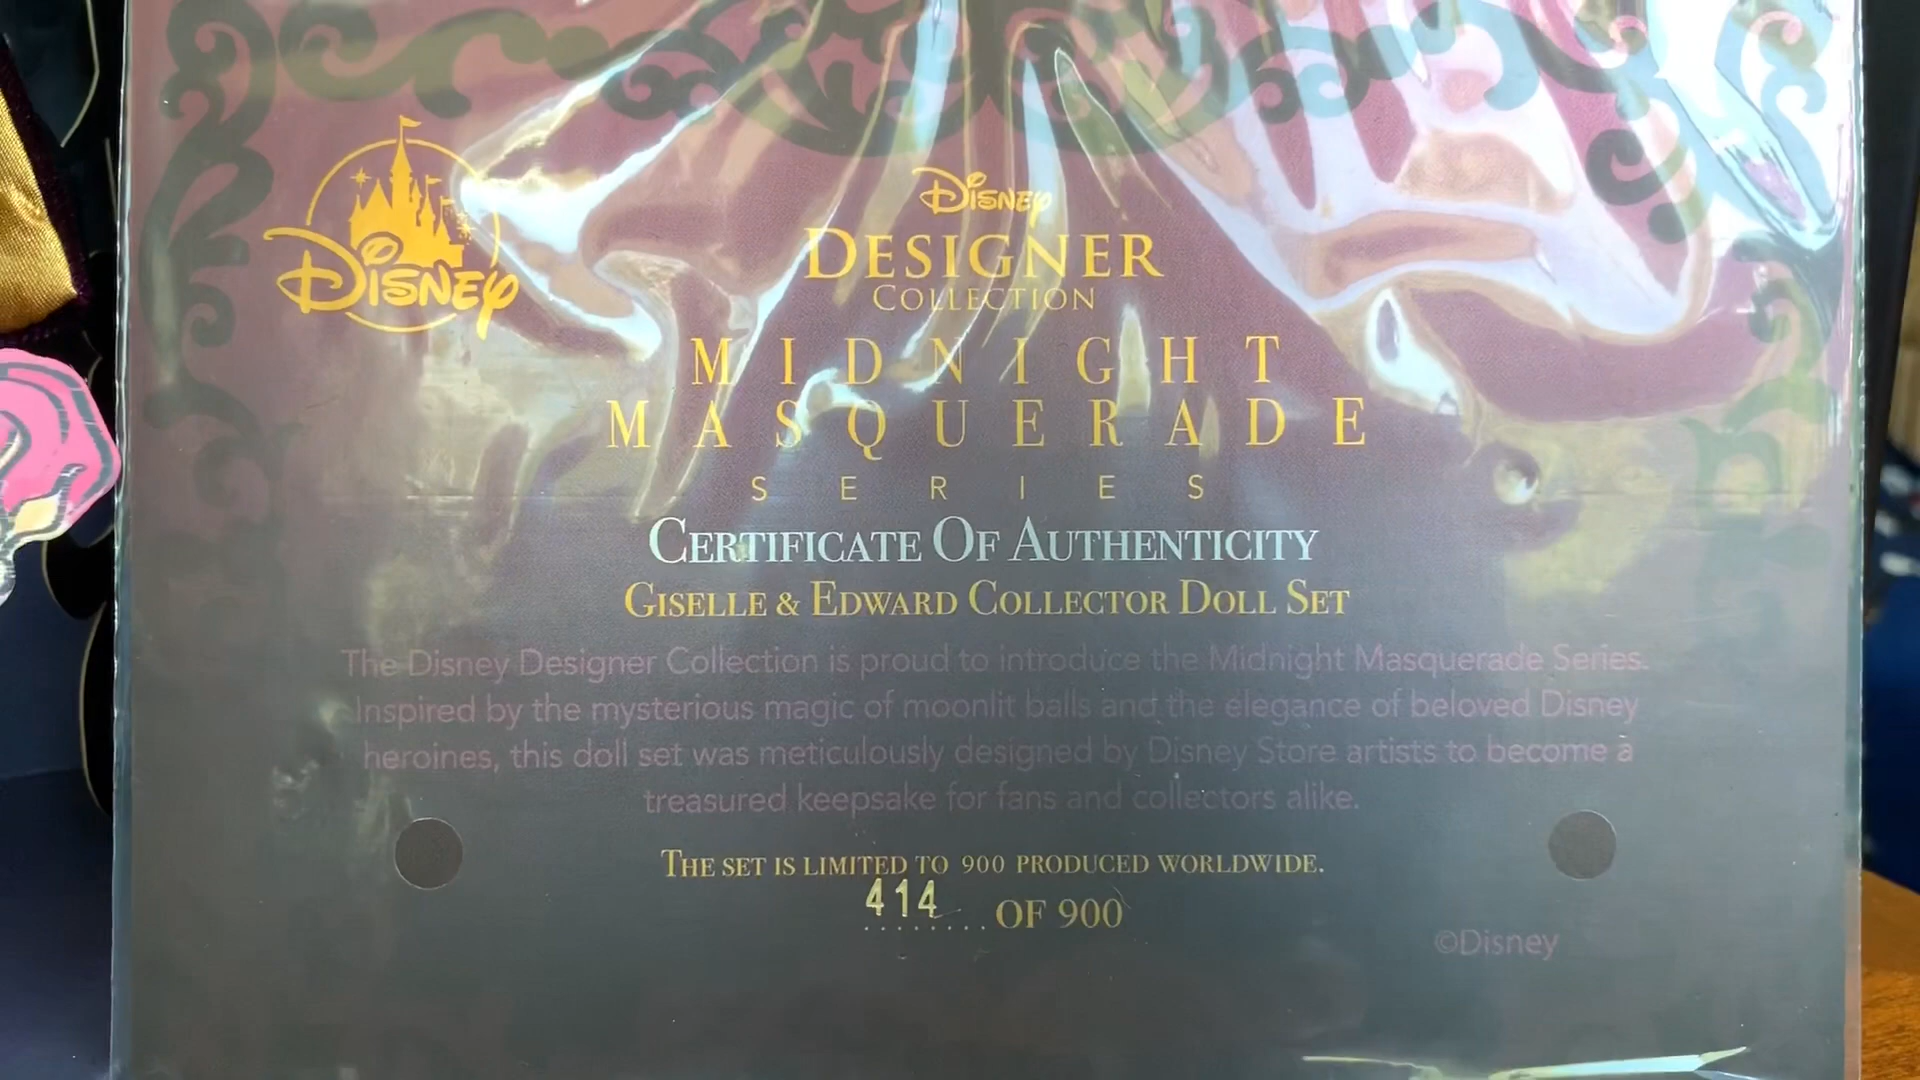 Disney
Disney
DESIGNER
COLLECTION
MIDNIGHT
MASQUERADE
SERIES
CERTIFICATE OF AUTHENTICITY
GISELLE & EDWARD COLLECTOR DOLL SET
The Disney Designer Collection is proud to introduce the Midnight Masquerade Series.
Inspired by the mysterious magic of moonlit balls and the elegance of beloved Disney
heroines, this doll set was meticulously designed by Disney Store artists to become a
treasured keepsake for fans and collectors alike.
THE SET IS LIMITED TO 900 PRODUCED WORLDWIDE.
414 OF 900
©Disney